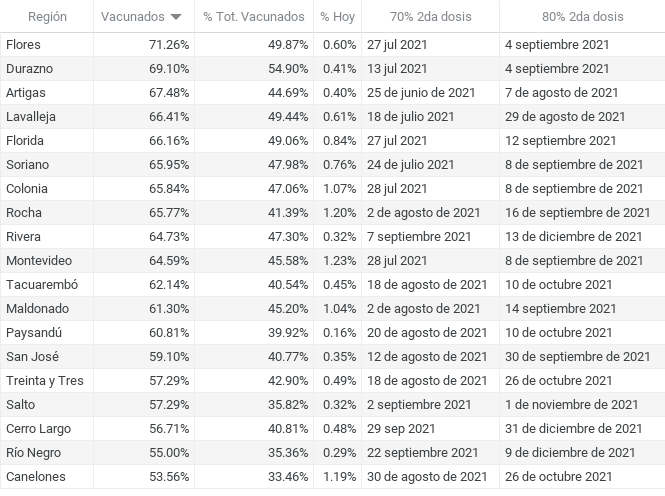 Región Vacunados % Tot. Vacunados % Hoy 70% 2da dosis 80% 2da dosis
Flores 71.26% 49.87% 0.60% 27 jul 2021 4 septiembre 2021
Durazno 69.10% 54.90% 0.41% 13 jul 2021 4 septiembre 2021
Artigas 67.48% 44.69% 0.40% 25 de junio de 2021 7 de agosto de 2021
Lavalleja 66.41% 49.44% 0.61% 18 de julio 2021 29 de agosto de 2021
Florida 66.16% 49.06% 0.84% 27 jul 2021 12 septiembre 2021
Soriano 65.95% 47.98% 0.76% 24 de julio 2021 8 de septiembre de 2021
Colonia 65.84% 47.06% 1.07% 28 jul 2021 8 de septiembre de 2021
Rocha 65.77% 41.39% 1.20% 2 de agosto de 2021 16 de septiembre de 2021
Rivera 64.73% 47.30% 0.32% 7 septiembre 2021 13 de diciembre de 2021
Montevideo 64.59% 45.58% 1.23% 28 jul 2021 8 de septiembre de 2021
Tacuarembó 62.14% 40.54% 0.45% 18 de agosto de 2021 10 de octubre 2021
Maldonado 61.30% 45.20% 1.04% 2 de agosto de 2021 14 septiembre 2021
Paysandú 60.81% 39.92% 0.16% 20 de agosto de 2021 10 de octubre 2021
San José 59.10% 40.77% 0.35% 12 de agosto de 2021 30 de septiembre de 2021
Treinta y Tres 57.29% 42.90% 0.49% 18 de agosto de 2021 26 de octubre 2021
Salto 57.29% 35.82% 0.32% 2 septiembre 2021 1 de noviembre de 2021
Cerro Largo 56.71% 40.81% 0.48% 29 sep 2021 31 de diciembre de 2021
Río Negro 55.00% 35.36% 0.29% 22 septiembre 2021 9 de diciembre de 2021
Canelones 53.56% 33.46% 1.19% 30 de agosto de 2021 26 de octubre de 2021